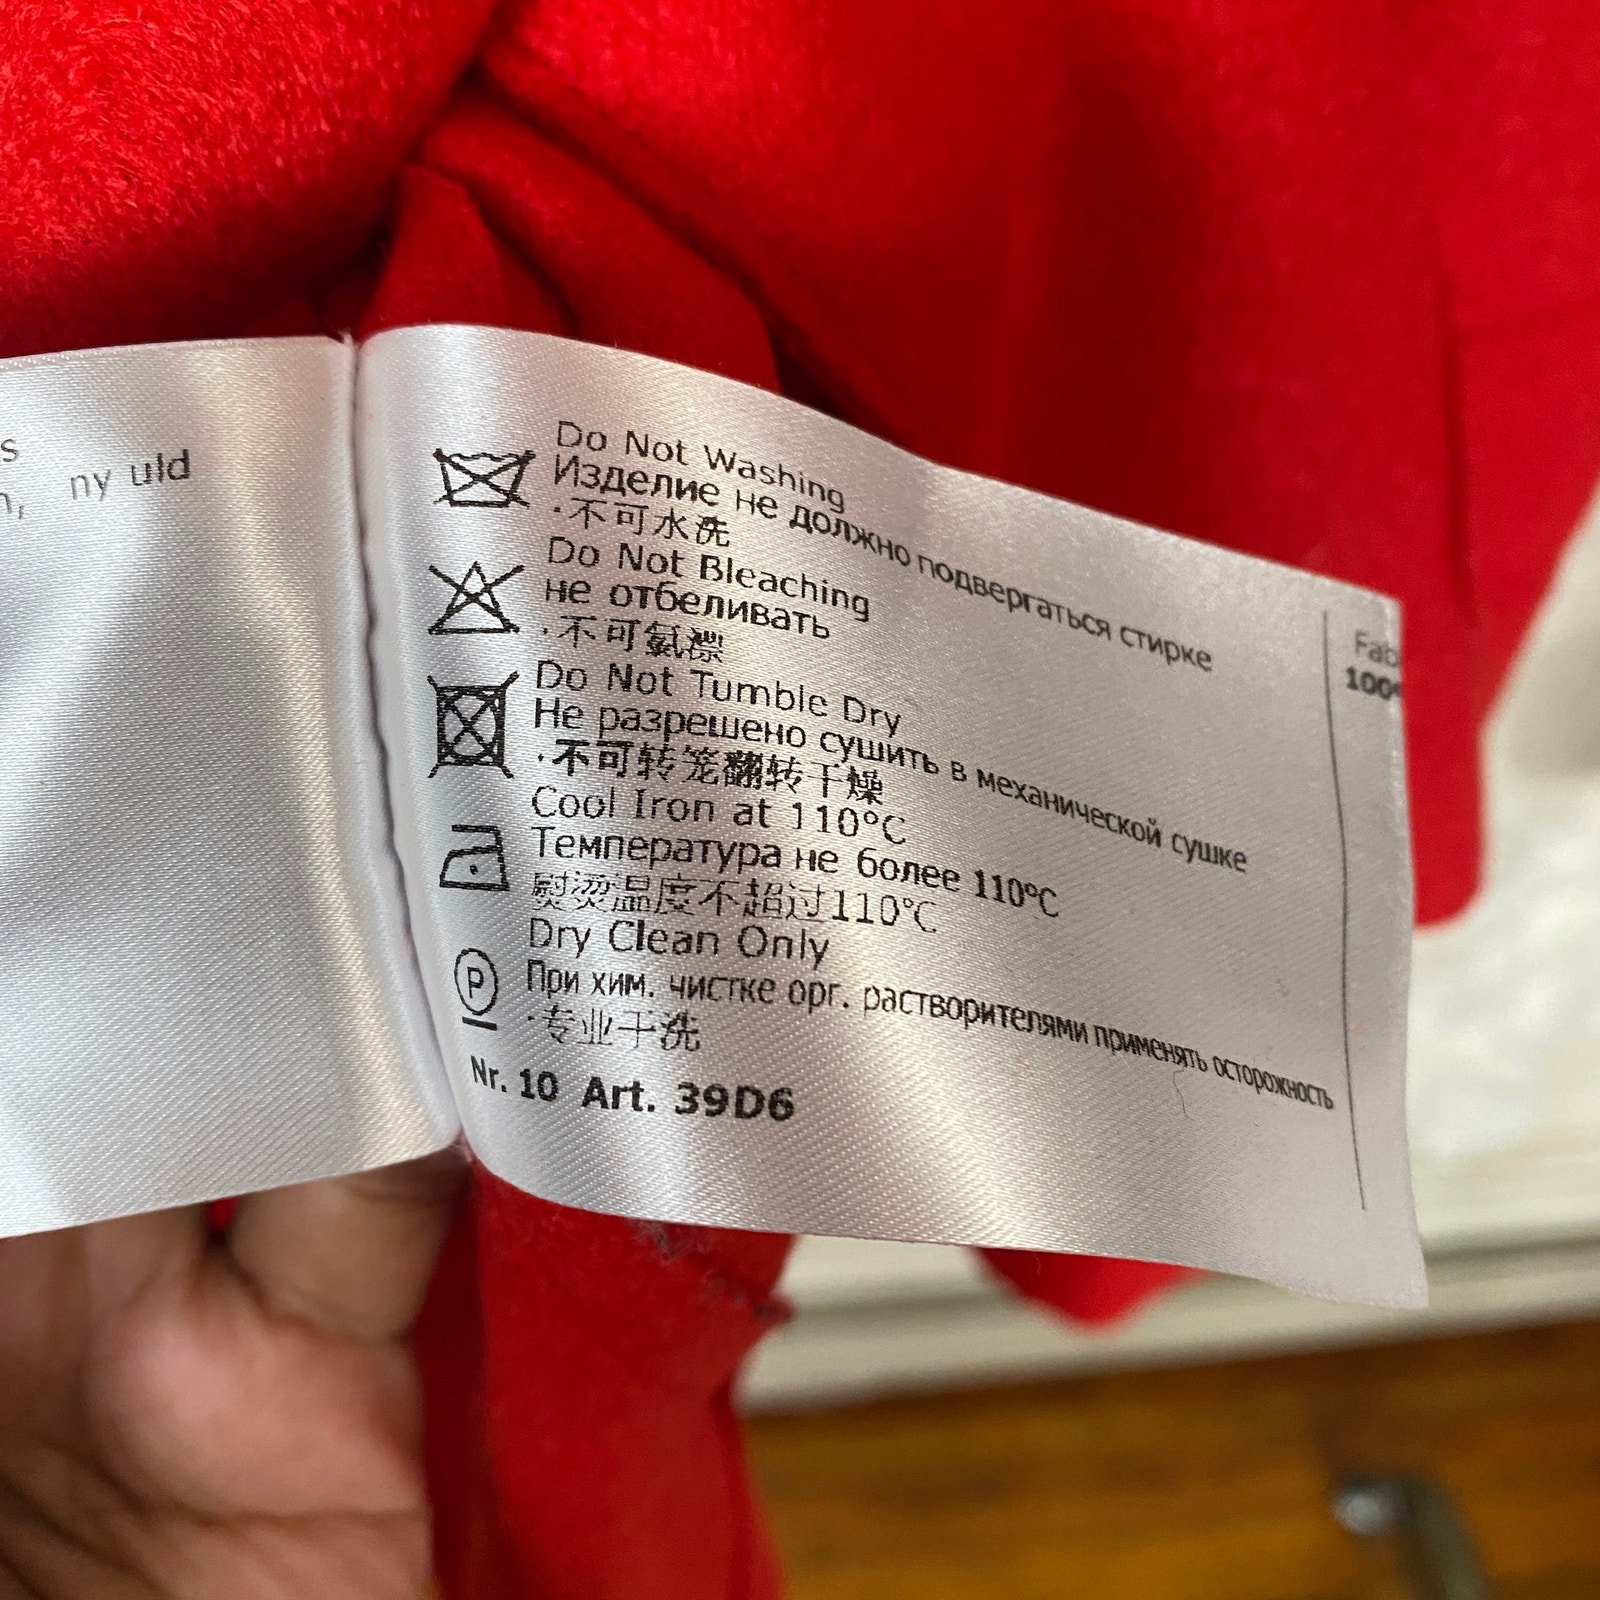 s
ny uld
Do Not Washing
Изделие не должно подвергаться стирке
·不可水洗
Do Not Bleaching
не отбеливать
·不可氯漂
Do Not Tumble Dry
Не разрешено сушить в механической сушке
·不可转笼翻转干燥
Cool Iron at 110°C
Температура не более 110°C
熨烫温度不超过110℃
Dry Clean Only
P
При хим. чистке орг. растворителями применять осторожность
·专业干洗
Nr. 10 Art. 39D6
Fab
100